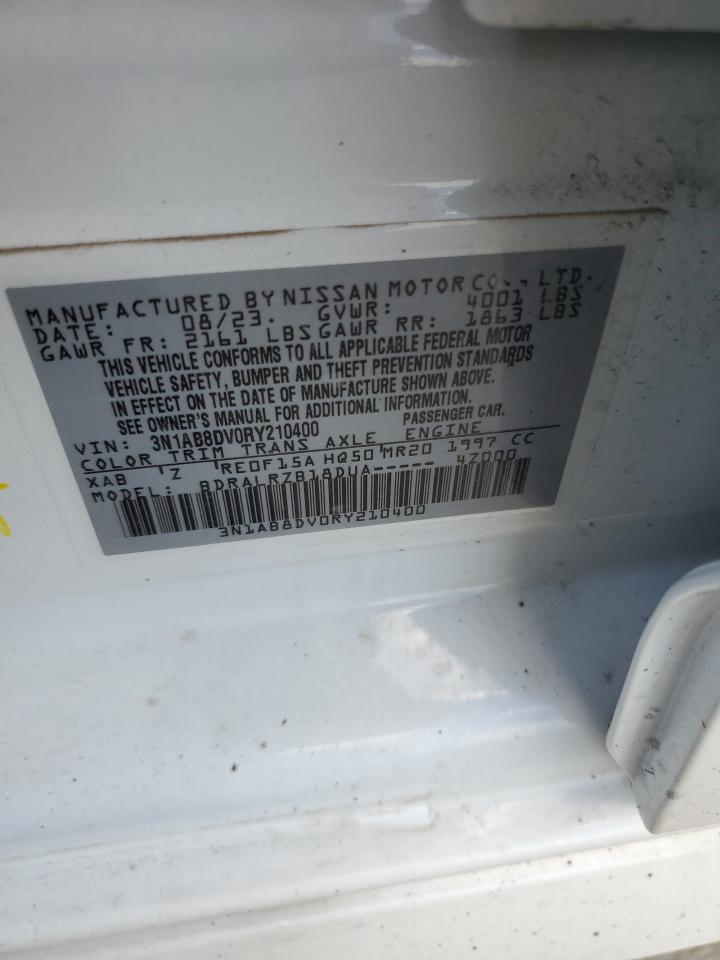 MANUFACTURED BY NISSAN MOTOR CO., LTD.
DATE: 08/23. GVWR: 4001 LBS
GAWR FR: 2161 LBS GAWR RR: 1863 LBS
THIS VEHICLE CONFORMS TO ALL APPLICABLE FEDERAL MOTOR
VEHICLE SAFETY, BUMPER AND THEFT PREVENTION STANDARDS
IN EFFECT ON THE DATE OF MANUFACTURE SHOWN ABOVE.
SEE OWNER'S MANUAL FOR ADDITIONAL INFORMATION
PASSENGER CAR.
VIN: 3N1AB8DV0RY210400
COLOR TRIM TRANS AXLE ENGINE
XAB Z RE0F15A HQ50 MR20 1997 CC
MODEL: BDRALRZB18DUA----- 4Z000
3N1AB8DV0RY210400